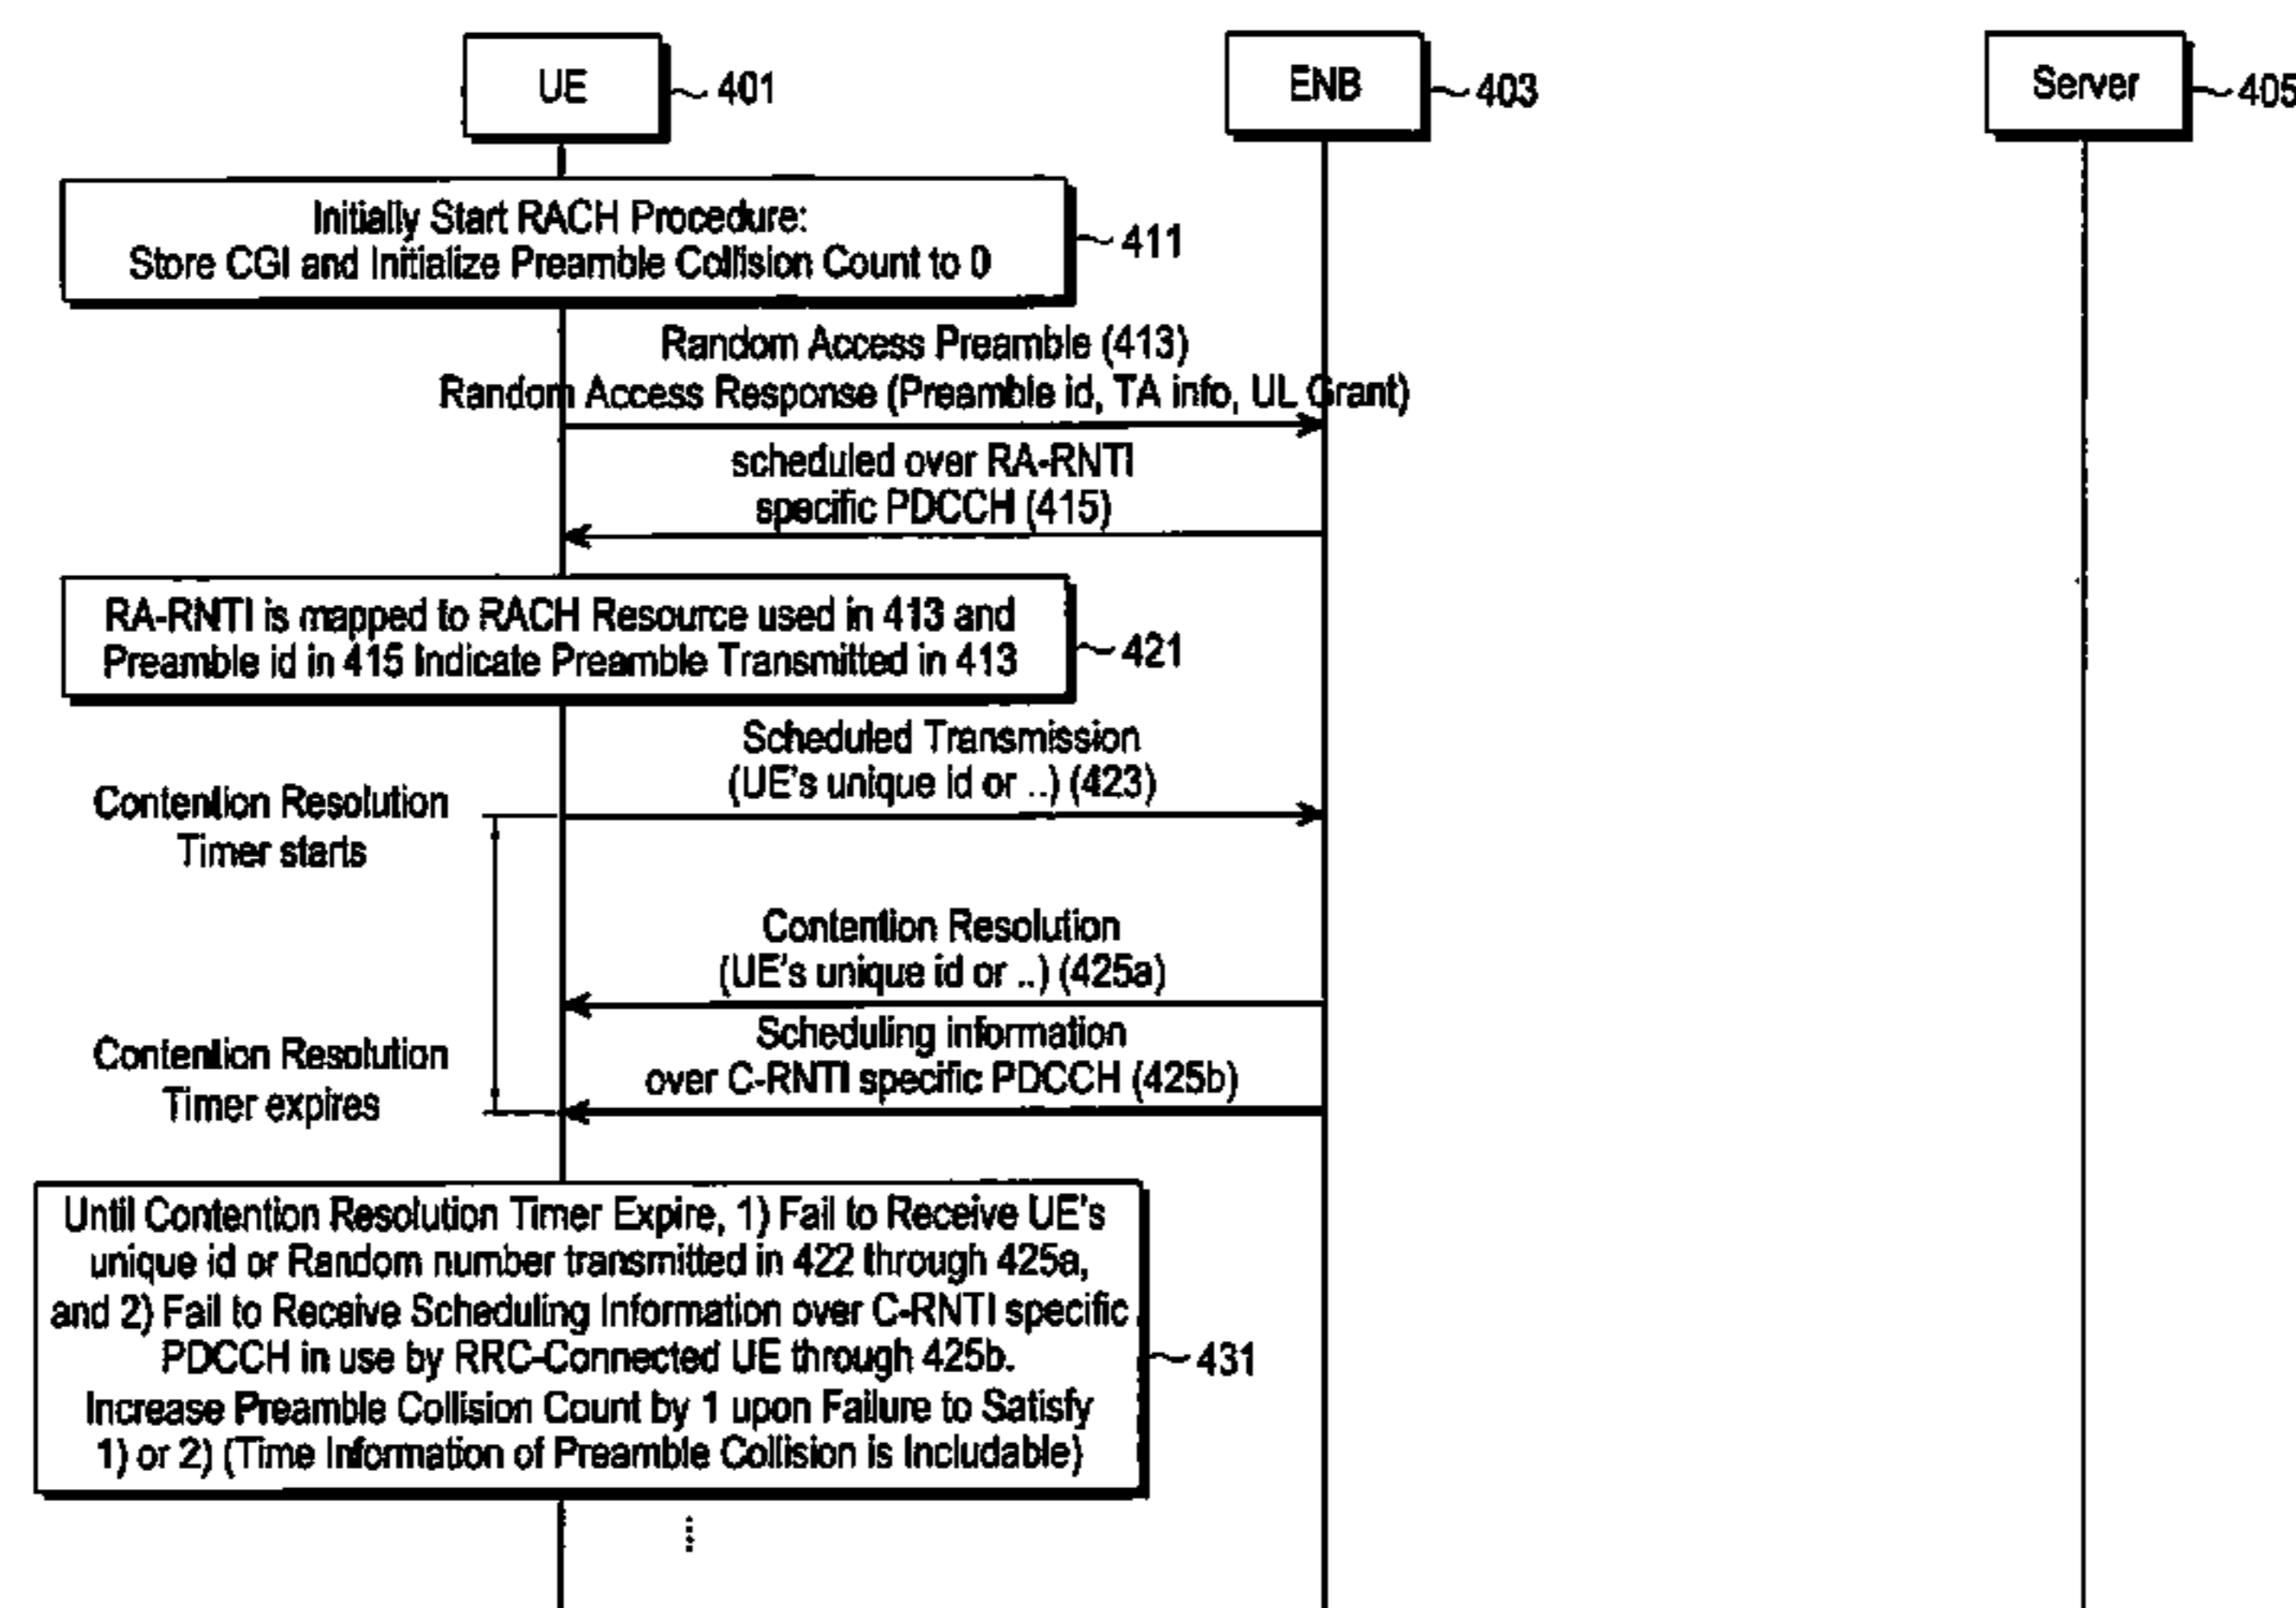 UE
401
ENB
403
Server
405
Initially Start RACH Procedure:
Store CGI and Initialize Preamble Collision Count to 0
411
Random Access Preamble (413)
Random Access Response (Preamble id, TA info, UL Grant)
scheduled over RA-RNTI
specific PDCCH (415)
RA-RNTI is mapped to RACH Resource used in 413 and
Preamble id in 415 Indicate Preamble Transmitted in 413
421
Scheduled Transmission
(UE's unique id or ..) (423)
Contention Resolution
Timer starts
Contention Resolution
(UE's unique id or ..) (425a)
Scheduling information
over C-RNTI specific PDCCH (425b)
Contention Resolution
Timer expires
Until Contention Resolution Timer Expire, 1) Fail to Receive UE's
unique id or Random number transmitted in 422 through 425a,
and 2) Fail to Receive Scheduling Information over C-RNTI specific
PDCCH in use by RRC-Connected UE through 425b.
Increase Preamble Collision Count by 1 upon Failure to Satisfy
1) or 2) (Time Information of Preamble Collision is Includable)
431